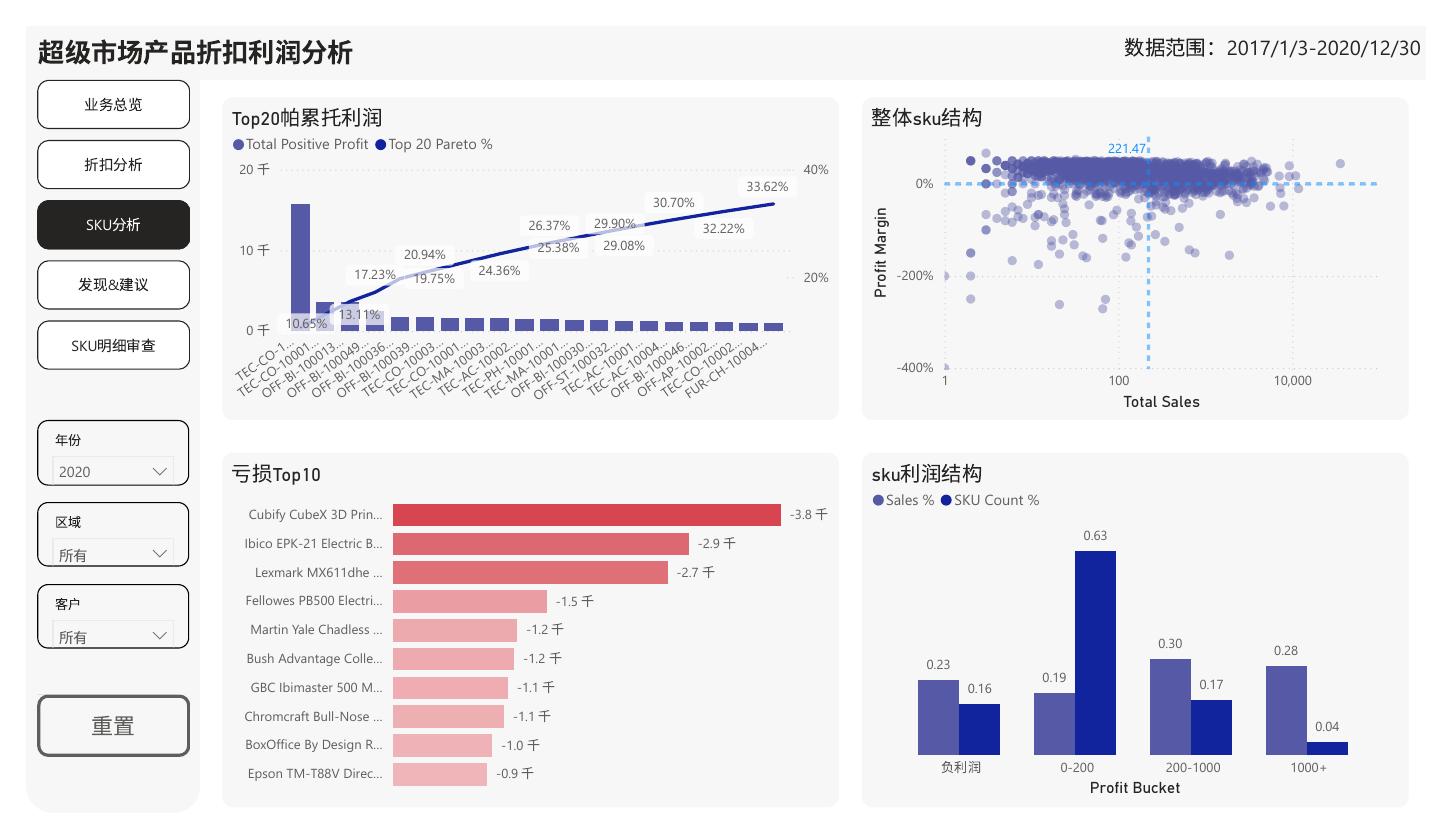 超级市场产品折扣利润分析
数据范围：2017/1/3-2020/12/30
业务总览
折扣分析
SKU分析
发现&建议
SKU明细审查
年份
2020
区域
所有
客户
所有
重置
Top20帕累托利润
Total Positive Profit
Top 20 Pareto %
20 千
10 千
0 千
40%
20%
10.65%
13.11%
17.23%
19.75%
20.94%
24.36%
25.38%
26.37%
29.08%
29.90%
30.70%
32.22%
33.62%
TEC-CO-1...
TEC-CO-10001...
OFF-BI-100013...
OFF-BI-100049...
OFF-BI-100036...
OFF-BI-100039...
TEC-CO-10003...
TEC-CO-10001...
TEC-MA-10003...
TEC-AC-10002...
TEC-PH-10001...
TEC-MA-10001...
OFF-BI-100030...
OFF-ST-100032...
TEC-AC-10001...
TEC-AC-10004...
OFF-BI-100046...
OFF-AP-10002...
TEC-CO-10002...
FUR-CH-10004...
整体sku结构
221.47
Profit Margin
0%
-200%
-400%
1
100
10,000
Total Sales
亏损Top10
Cubify CubeX 3D Prin... -3.8 千
Ibico EPK-21 Electric B... -2.9 千
Lexmark MX611dhe ... -2.7 千
Fellowes PB500 Electri... -1.5 千
Martin Yale Chadless ... -1.2 千
Bush Advantage Colle... -1.2 千
GBC Ibimaster 500 M... -1.1 千
Chromcraft Bull-Nose ... -1.1 千
BoxOffice By Design R... -1.0 千
Epson TM-T88V Direc... -0.9 千
sku利润结构
Sales %
SKU Count %
0.23
0.16
0.19
0.63
0.30
0.17
0.28
0.04
负利润
0-200
200-1000
1000+
Profit Bucket